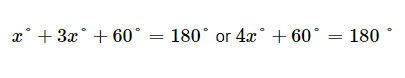 x° + 3x° + 60° = 180° or 4x° + 60° = 180 °